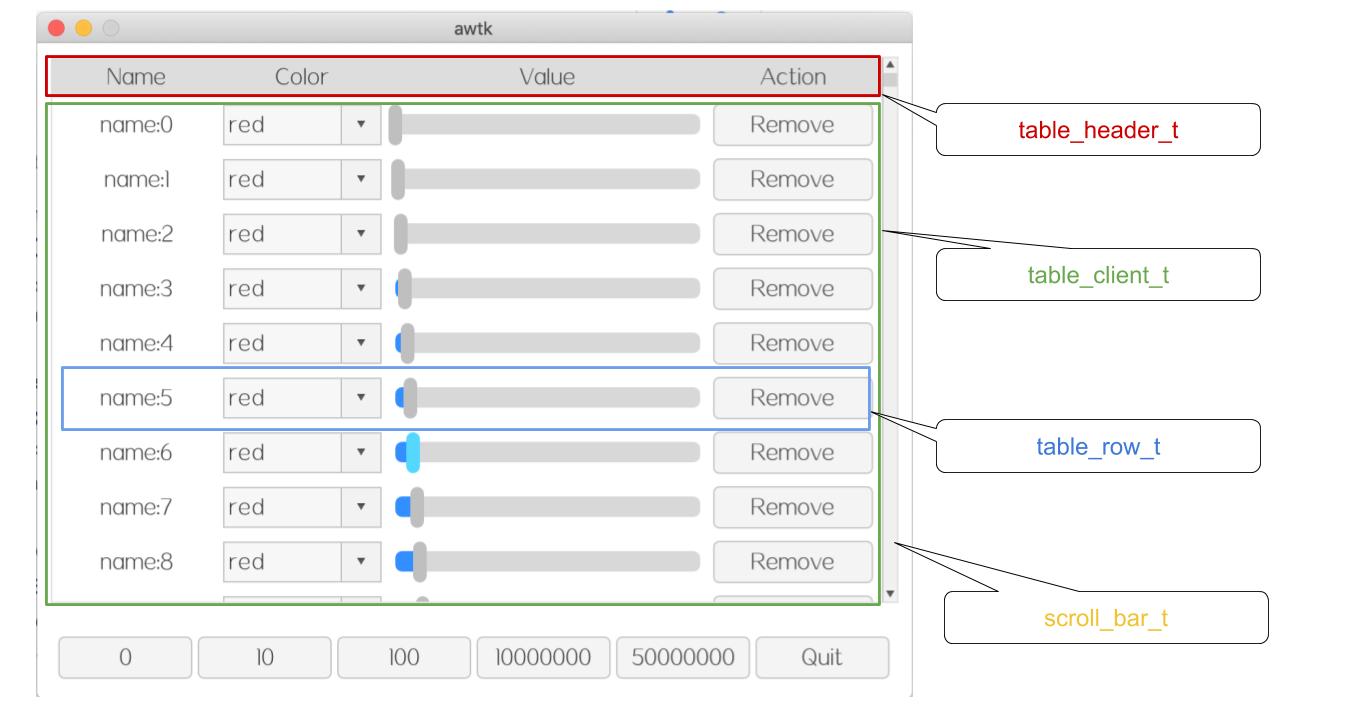 awtk
Name Color Value Action
name:0 red Remove
name:1 red Remove
name:2 red Remove
name:3 red Remove
name:4 red Remove
name:5 red Remove
name:6 red Remove
name:7 red Remove
name:8 red Remove
0 10 100 10000000 50000000 Quit
table_header_t
table_client_t
table_row_t
scroll_bar_t